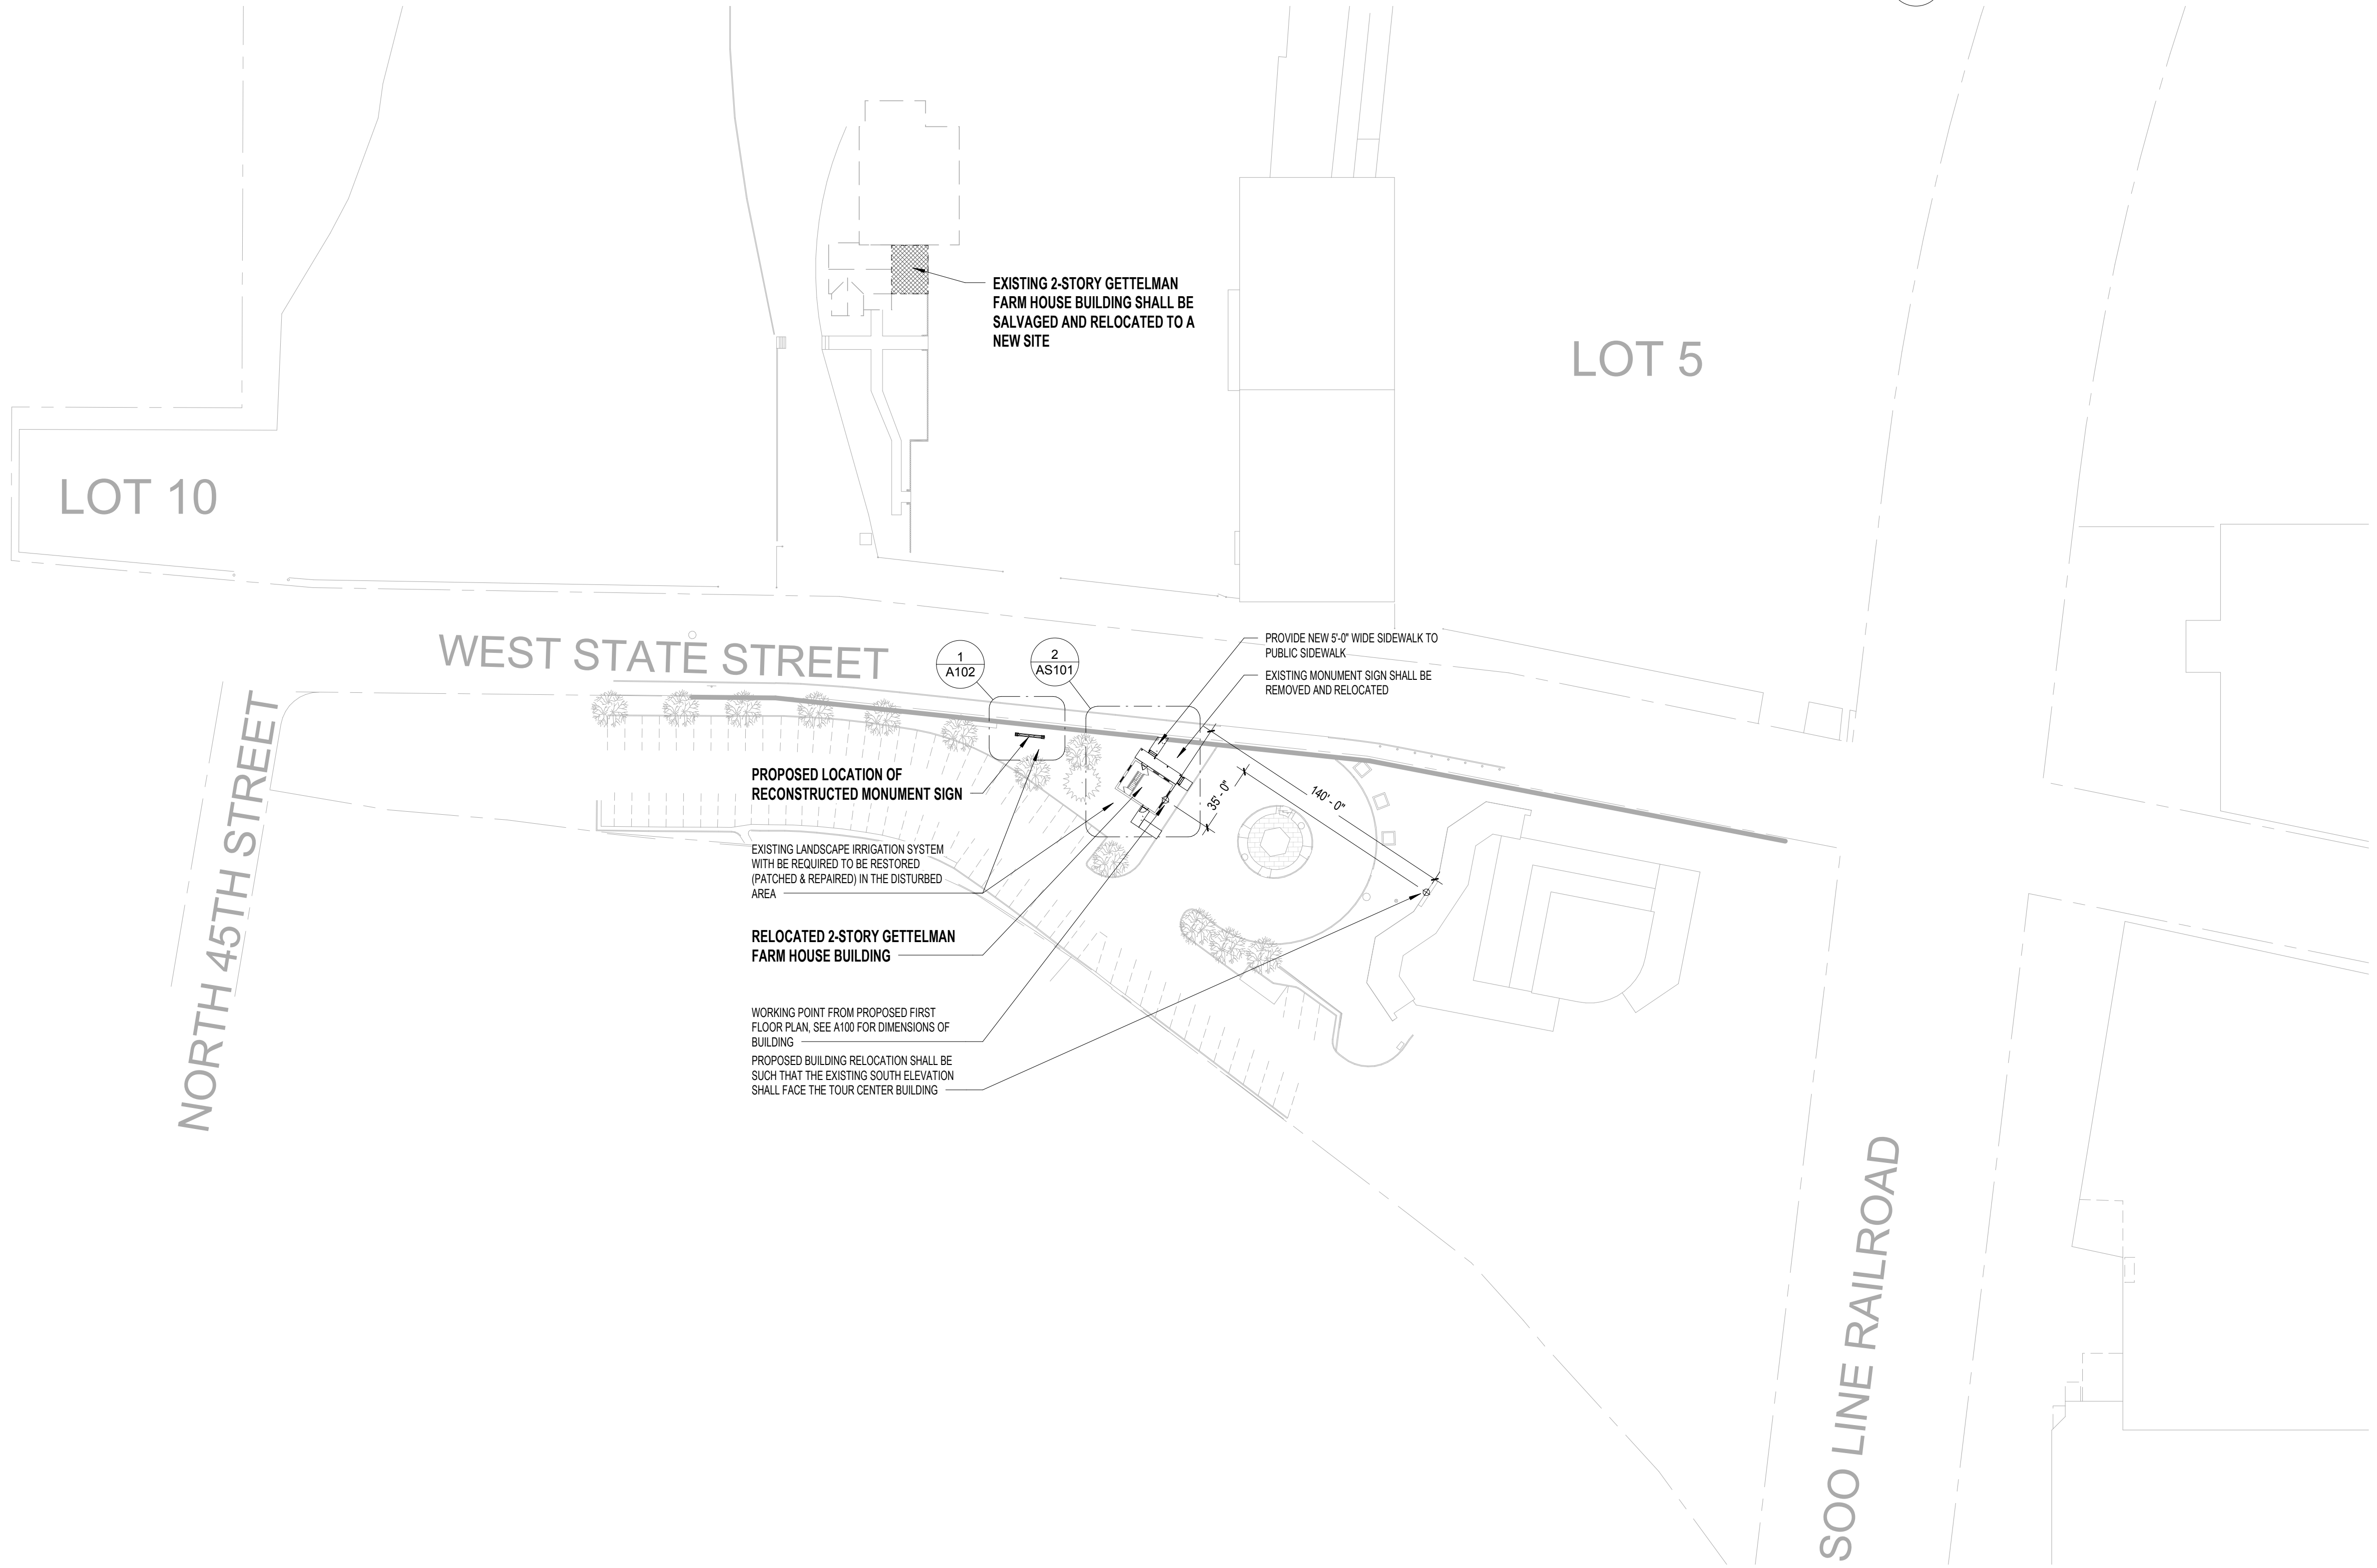 EXISTING 2-STORY GETTELMAN
FARM HOUSE BUILDING SHALL BE
SALVAGED AND RELOCATED TO A
NEW SITE
LOT 5
LOT 10
WEST STATE STREET
1
A102
2
AS101
PROVIDE NEW 5'-0" WIDE SIDEWALK TO
PUBLIC SIDEWALK
EXISTING MONUMENT SIGN SHALL BE
REMOVED AND RELOCATED
NORTH 45TH STREET
PROPOSED LOCATION OF
RECONSTRUCTED MONUMENT SIGN
35' - 0"
140' - 0"
EXISTING LANDSCAPE IRRIGATION SYSTEM
WITH BE REQUIRED TO BE RESTORED
(PATCHED & REPAIRED) IN THE DISTURBED
AREA
RELOCATED 2-STORY GETTELMAN
FARM HOUSE BUILDING
WORKING POINT FROM PROPOSED FIRST
FLOOR PLAN, SEE A100 FOR DIMENSIONS OF
BUILDING
PROPOSED BUILDING RELOCATION SHALL BE
SUCH THAT THE EXISTING SOUTH ELEVATION
SHALL FACE THE TOUR CENTER BUILDING
SOO LINE RAILROAD